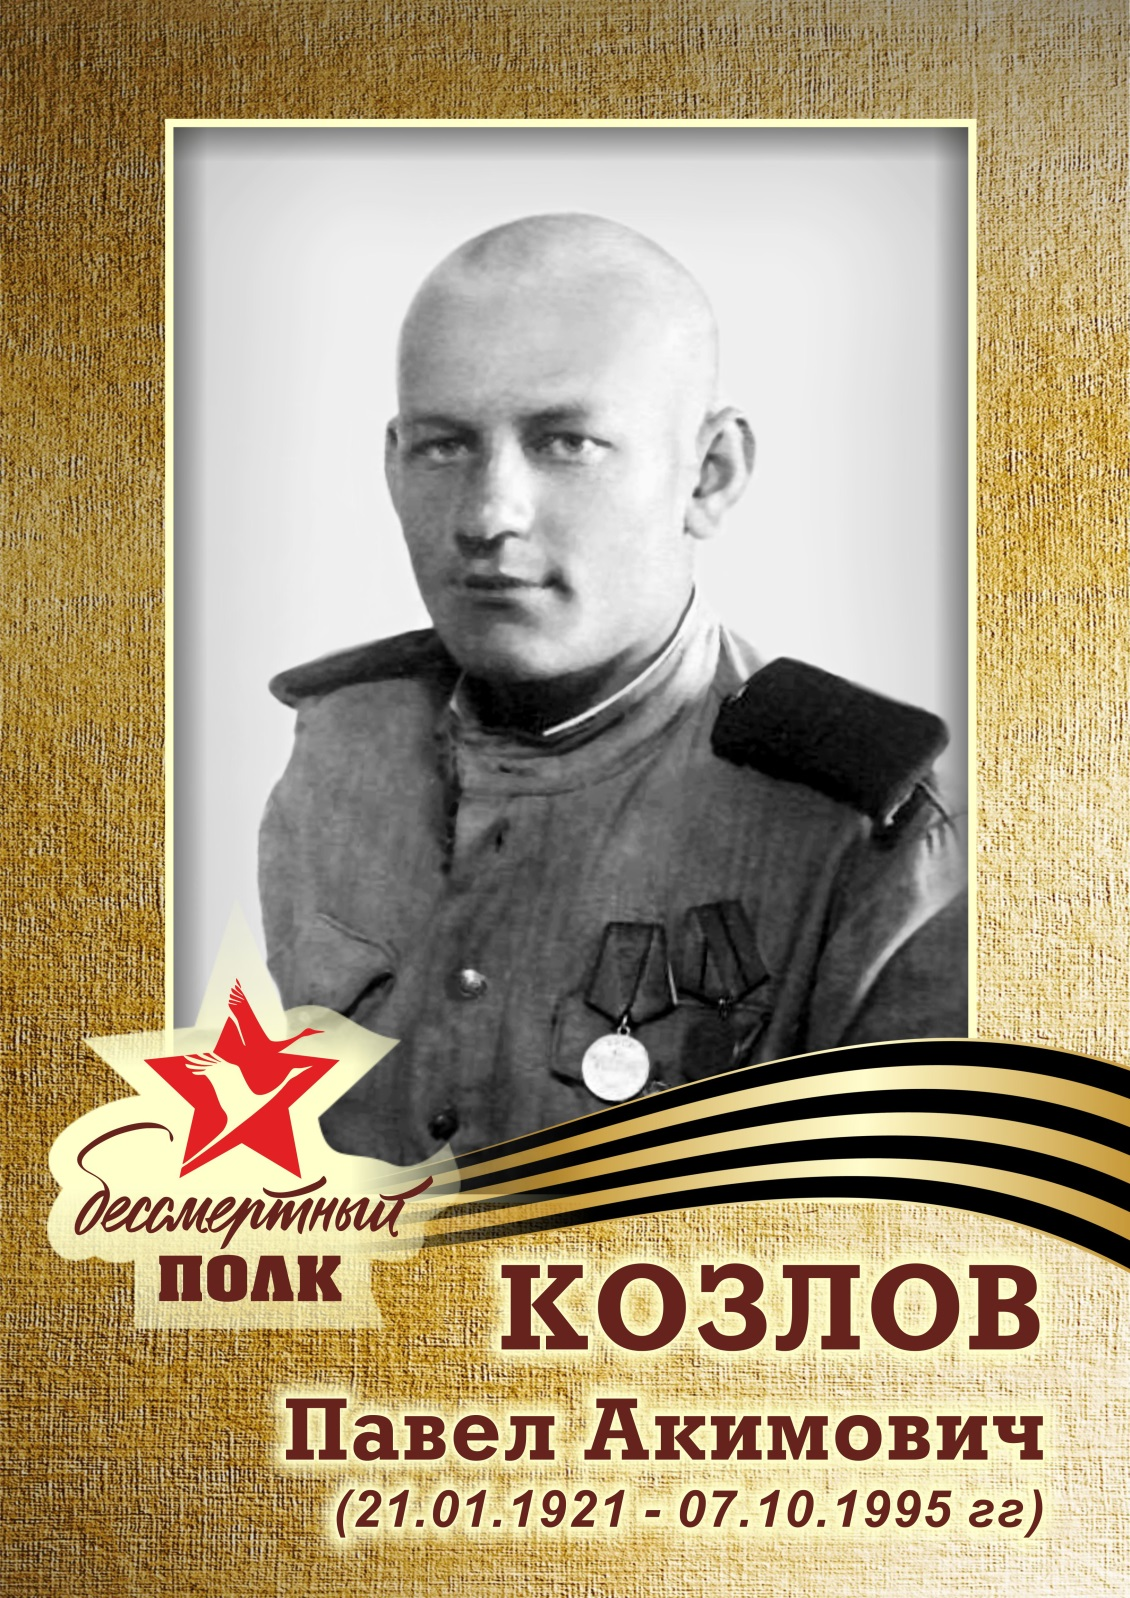 бессмертный
ПОЛК
КОЗЛОВ
Павел Акимович
(21.01.1921 - 07.10.1995 гг)